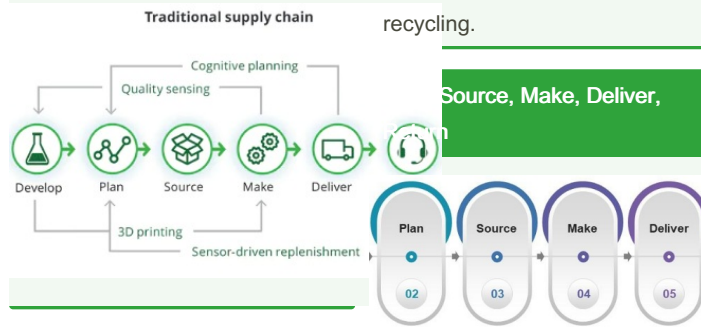 Traditional supply chain
recycling.
Cognitive planning
Quality sensing
Source, Make, Deliver,
Develop
Plan
Source
Make
Deliver
3D printing
Sensor-driven replenishment
Plan
Source
Make
Deliver
02
03
04
05